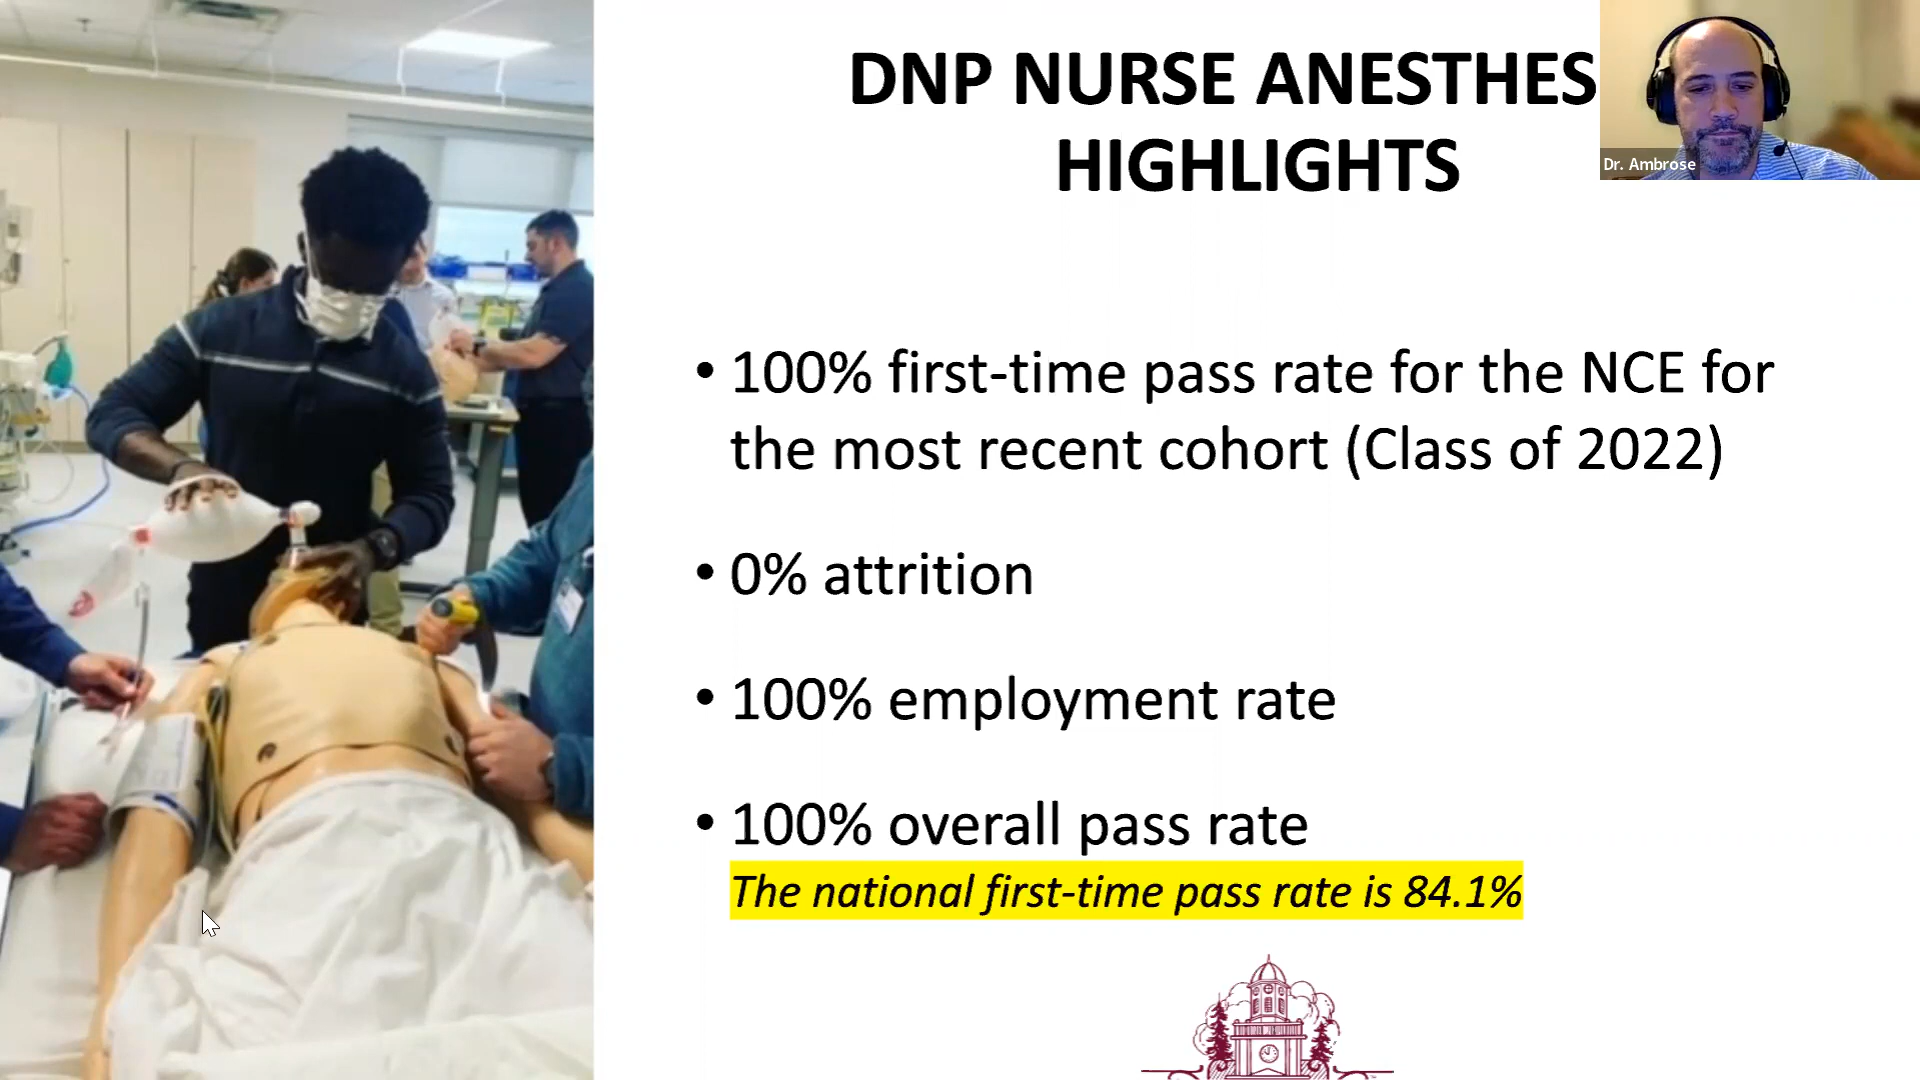 DNP NURSE ANESTHES
HIGHLIGHTS
Dr. Ambrose
• 100% first-time pass rate for the NCE for
the most recent cohort (Class of 2022)
• 0% attrition
• 100% employment rate
• 100% overall pass rate
The national first-time pass rate is 84.1%